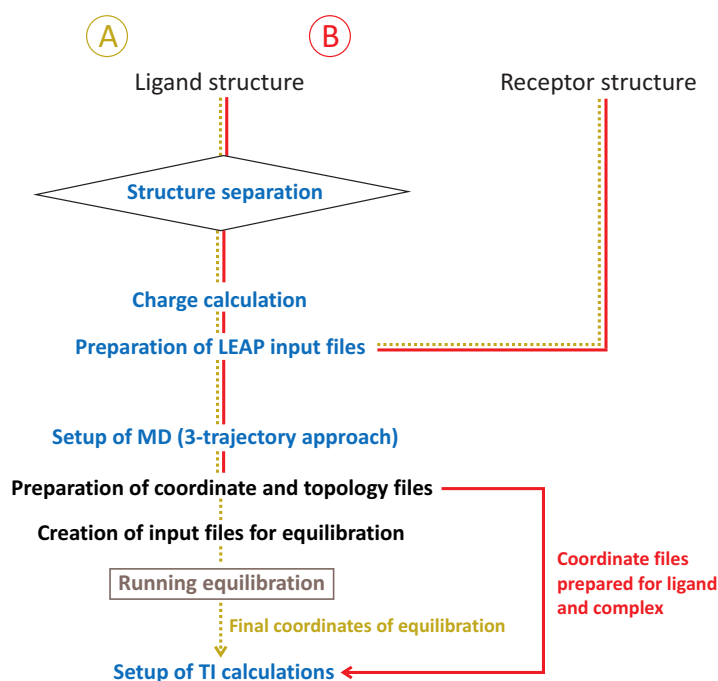 A
B
Ligand structure
Receptor structure
Structure separation
Charge calculation
Preparation of LEAP input files
Setup of MD (3-trajectory approach)
Preparation of coordinate and topology files
Creation of input files for equilibration
Running equilibration
Coordinate files
prepared for ligand
and complex
Final coordinates of equilibration
Setup of TI calculations